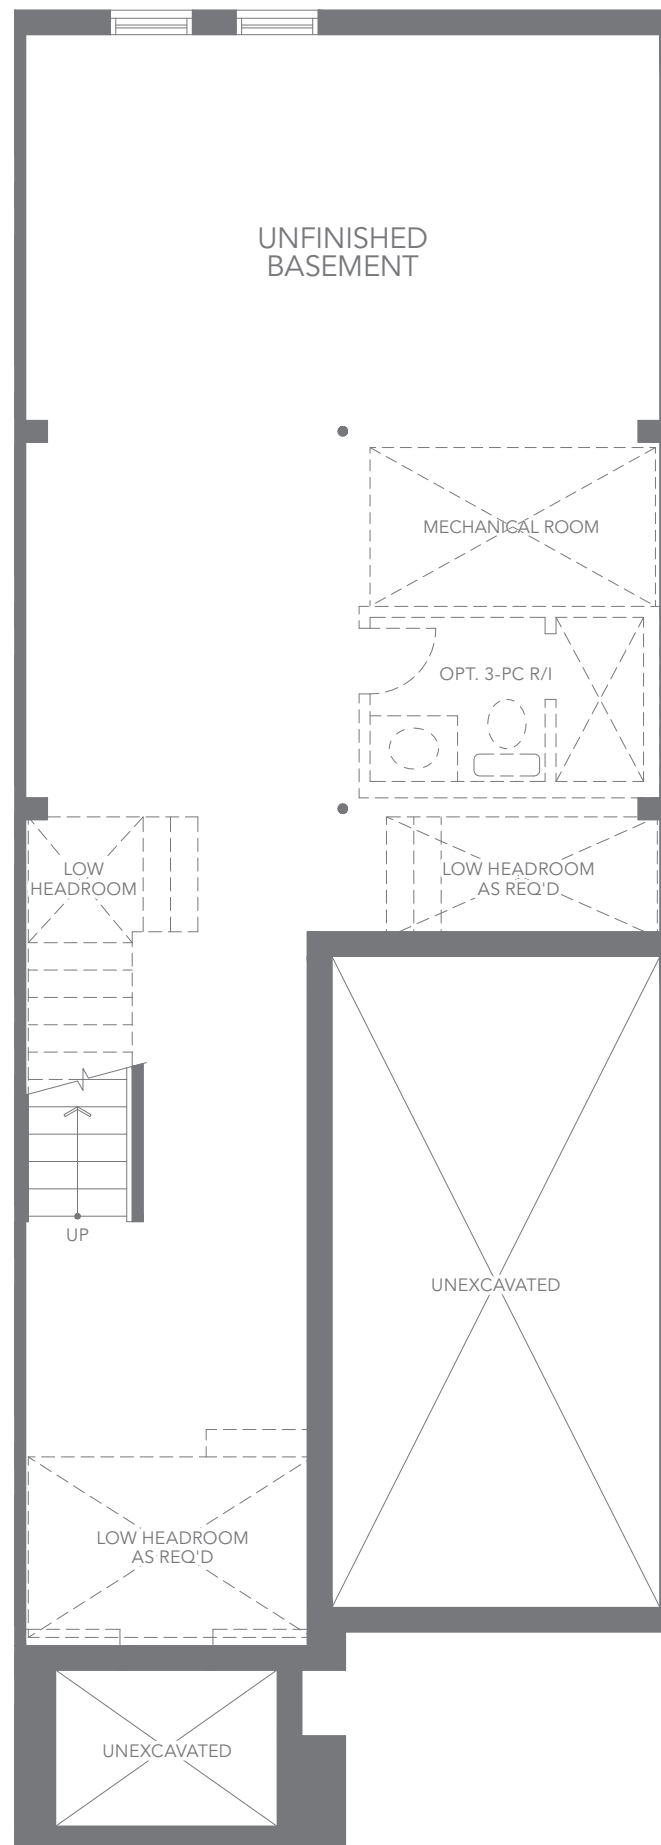 UNFINISHED
BASEMENT
MECHANICAL ROOM
OPT. 3-PC R/I
LOW
HEADROOM
LOW HEADROOM
AS REQ'D
UP
UNEXCAVATED
LOW HEADROOM
AS REQ'D
UNEXCAVATED